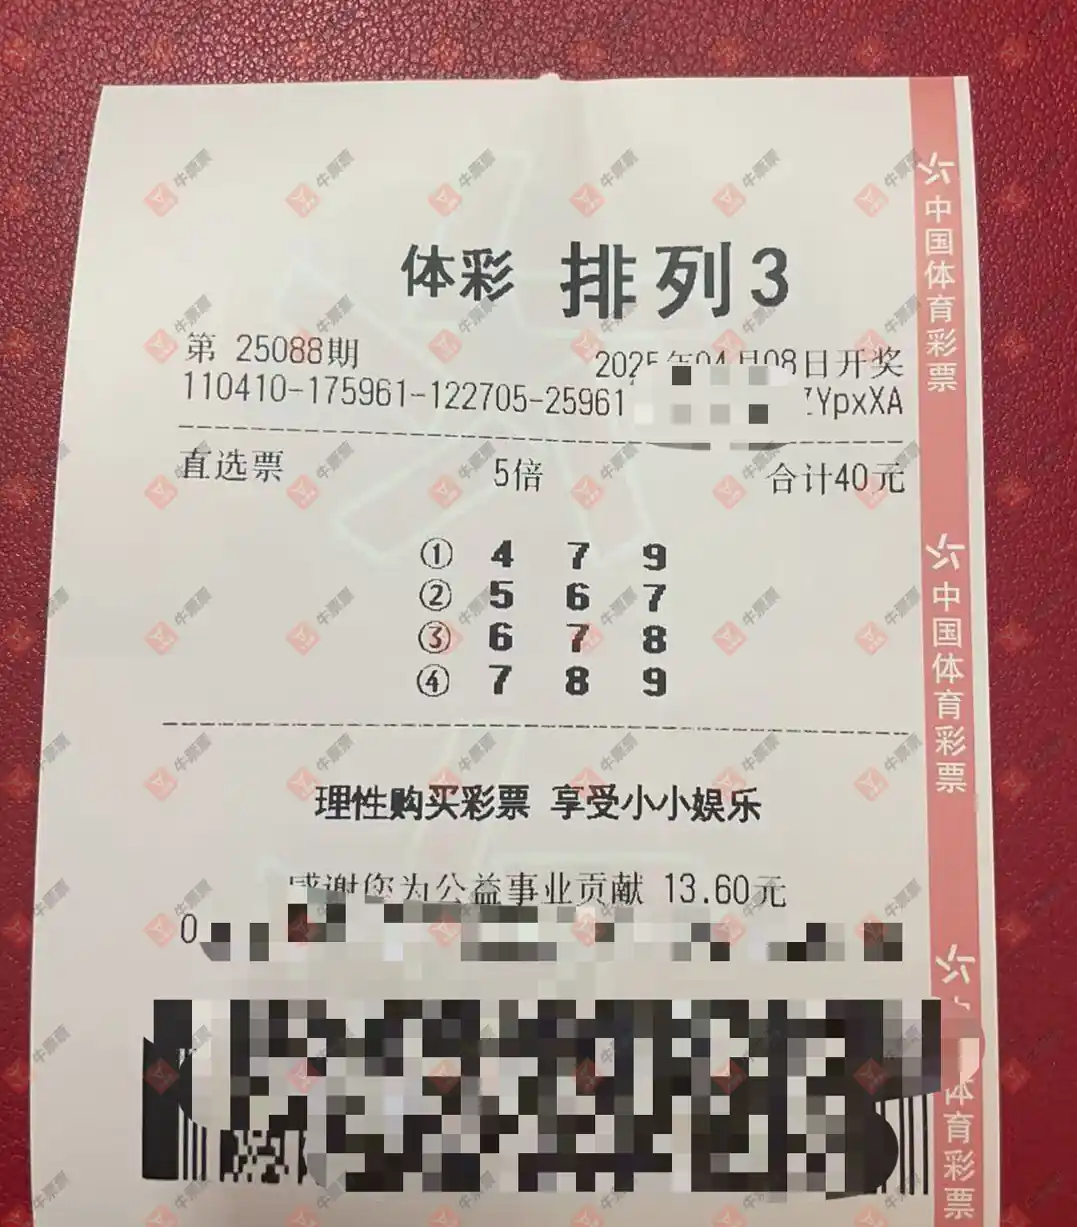 体彩 排列3
第 25088期 2025年04月08日开奖
110410-175961-122705-25961 ZYpxXA
直选票 5倍 合计40元
① 4 7 9
② 5 6 7
③ 6 7 8
④ 7 8 9
理性购买彩票 享受小小娱乐
感谢您为公益事业贡献 13.60元
0
中国体育彩票
中国体育彩票
体育彩票
牛票票